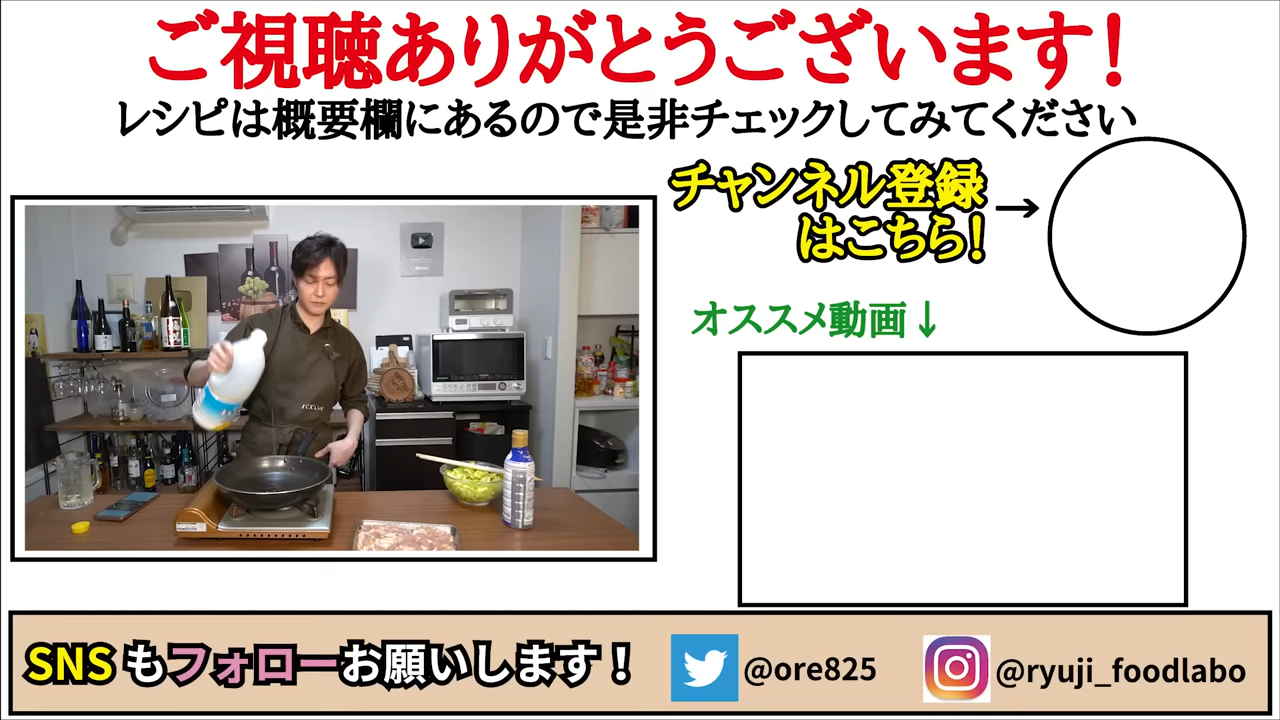 ご視聴ありがとうございます!
レシピは概要欄にあるので是非チェックしてみてください
チャンネル登録
はこちら!
→
オススメ動画↓
SNSもフォローお願いします!
@ore825
@ryuji_foodlabo